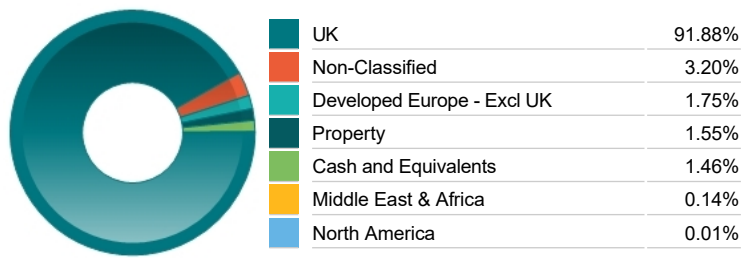 UK 91.88%
Non-Classified 3.20%
Developed Europe - Excl UK 1.75%
Property 1.55%
Cash and Equivalents 1.46%
Middle East & Africa 0.14%
North America 0.01%